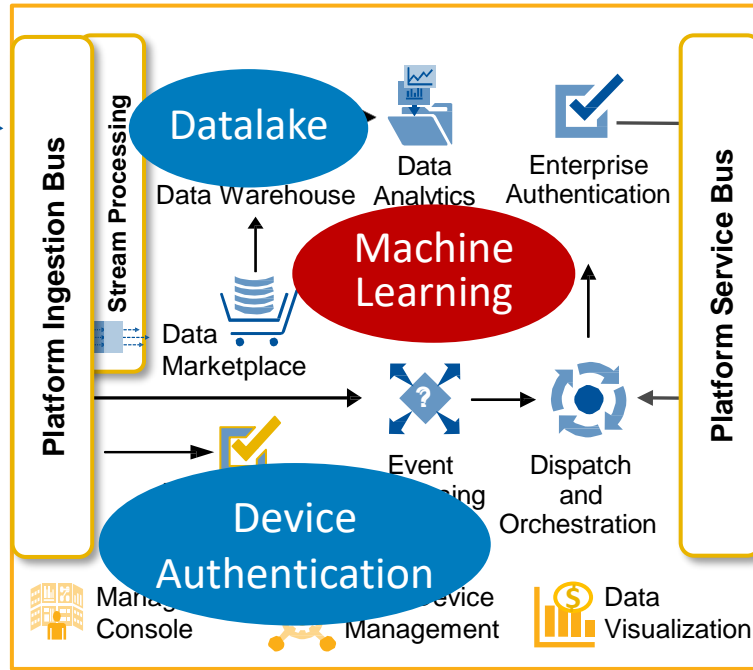 Platform Ingestion Bus
Stream Processing
Datalake
Data Warehouse
Data
Analytics
Enterprise
Authentication
Platform Service Bus
Machine
Learning
Data
Marketplace
Event
Dispatch
and
Orchestration
Device
Authentication
Console
Management
Data
Visualization